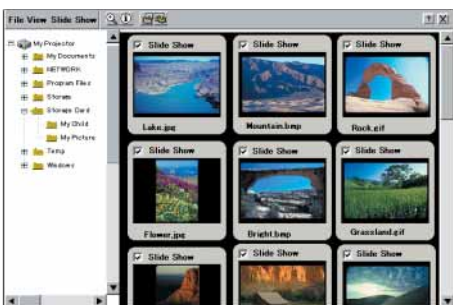 File View Slide Show
? X
My Projector
My Documents
NETWORK
Program Files
Storage
Storage Card
My Child
My Picture
Temp
Windows
Slide Show
Slide Show
Slide Show
Lake.jpg
Mountain.bmp
Rock.gif
Slide Show
Slide Show
Slide Show
Flower.jpg
Bright.bmp
Grassland.gif
Slide Show
Slide Show
Slide Show